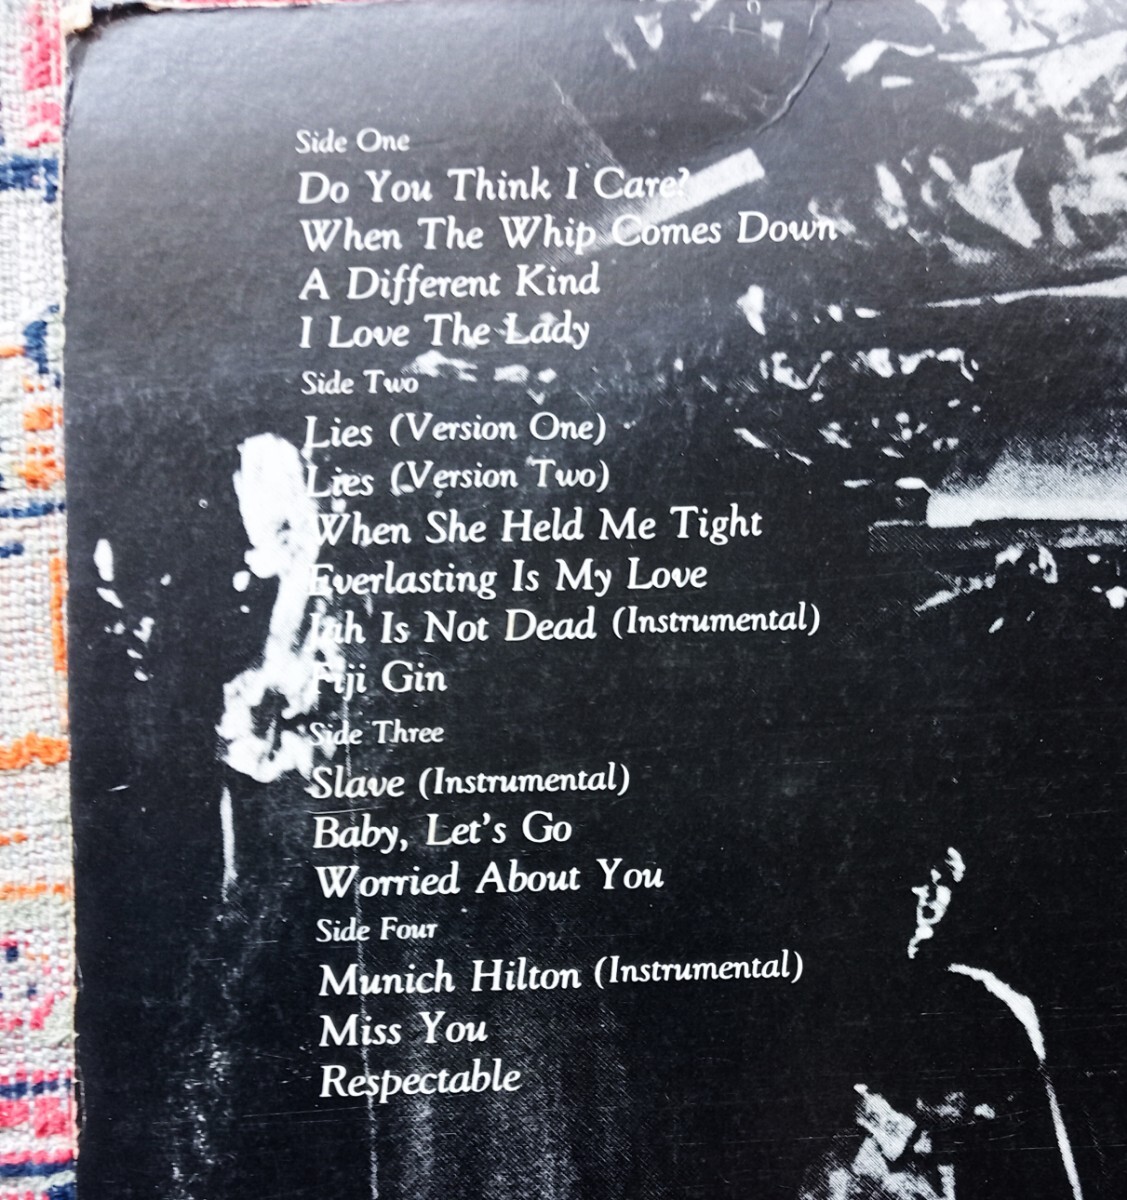 Side One
Do You Think I Care?
When The Whip Comes Down
A Different Kind
I Love The Lady
Side Two
Lies (Version One)
Lies (Version Two)
When She Held Me Tight
Everlasting Is My Love
Jah Is Not Dead (Instrumental)
Fiji Gin
Side Three
Slave (Instrumental)
Baby, Let's Go
Worried About You
Side Four
Munich Hilton (Instrumental)
Miss You
Respectable